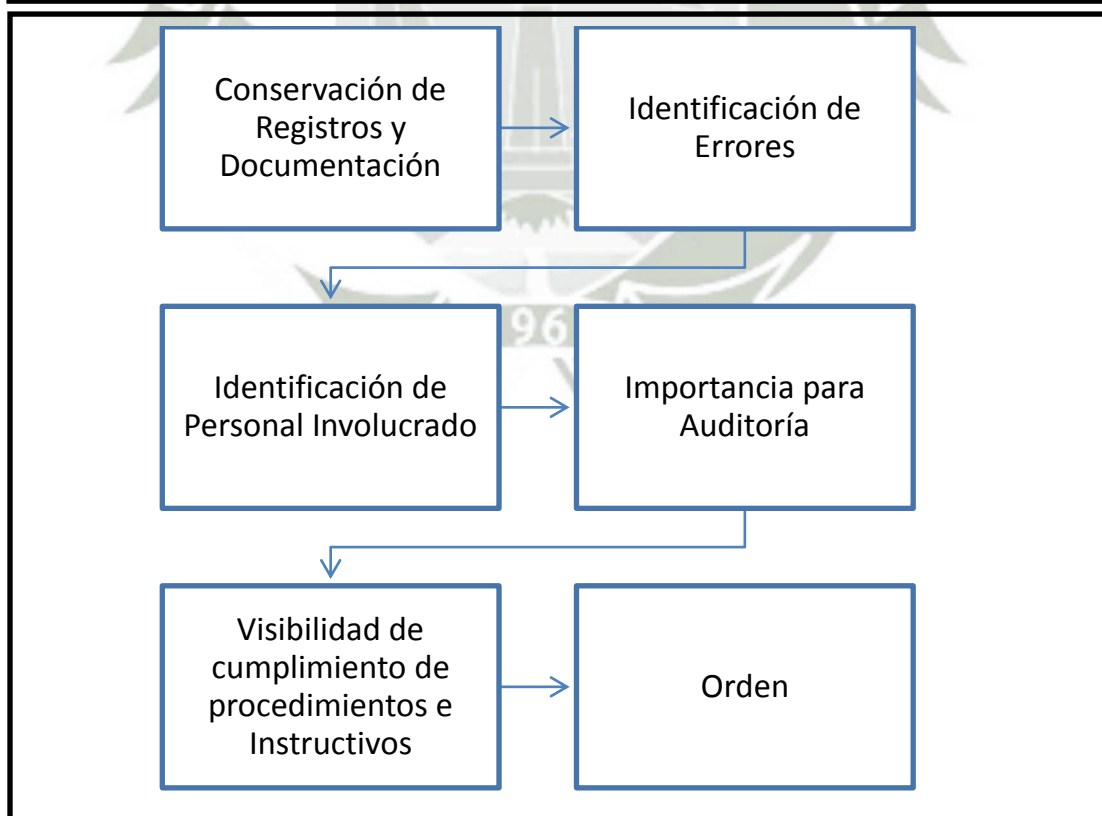 Conservación de
Registros y
Documentación
Identificación de
Errores
Identificación de
Personal Involucrado
Importancia para
Auditoría
Visibilidad de
cumplimiento de
procedimientos e
Instructivos
Orden
96